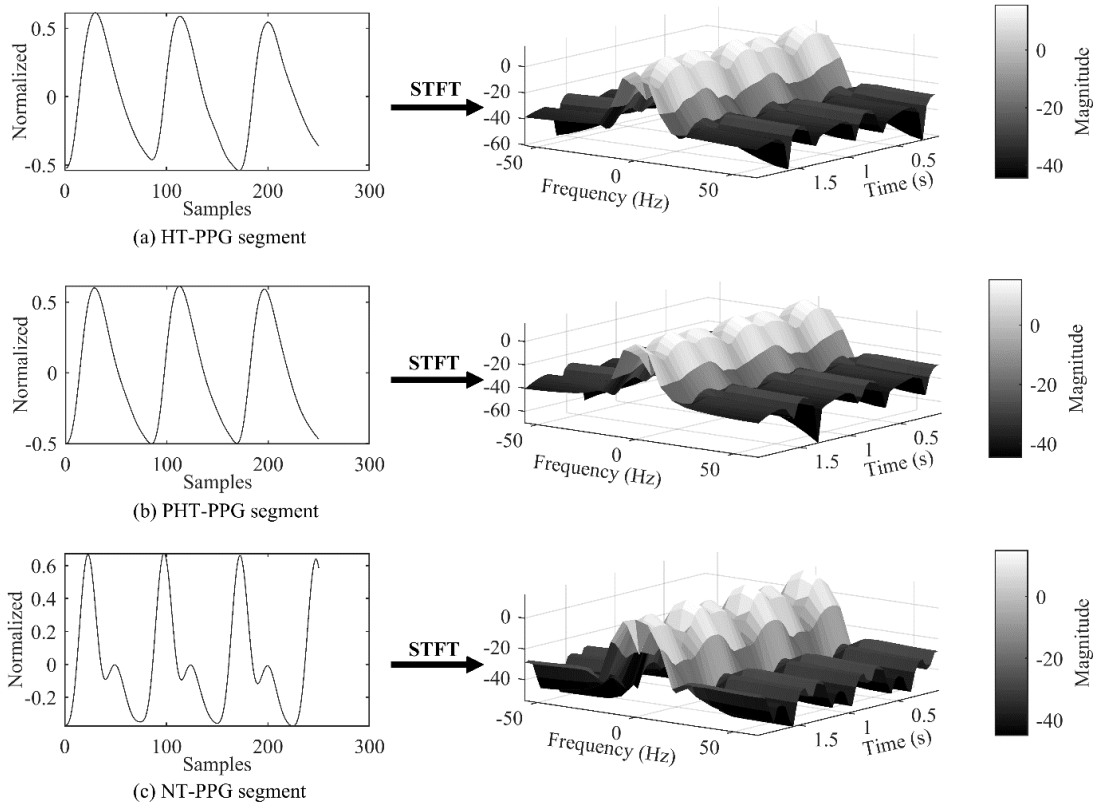 0.5
0
-0.5
Normalized
0 100 200 300
Samples
(a) HT-PPG segment
STFT
0
-20
-40
-60
-50
0
50
Frequency (Hz)
1.5
1
0.5
Time (s)
0
-20
-40
Magnitude
0.5
0
-0.5
Normalized
0 100 200 300
Samples
(b) PHT-PPG segment
STFT
0
-20
-40
-60
-50
0
50
Frequency (Hz)
1.5
1
0.5
Time (s)
0
-20
-40
Magnitude
0.6
0.4
0.2
0
-0.2
Normalized
0 100 200 300
Samples
(c) NT-PPG segment
STFT
0
-20
-40
-50
0
50
Frequency (Hz)
1.5
1
0.5
Time (s)
0
-20
-40
Magnitude